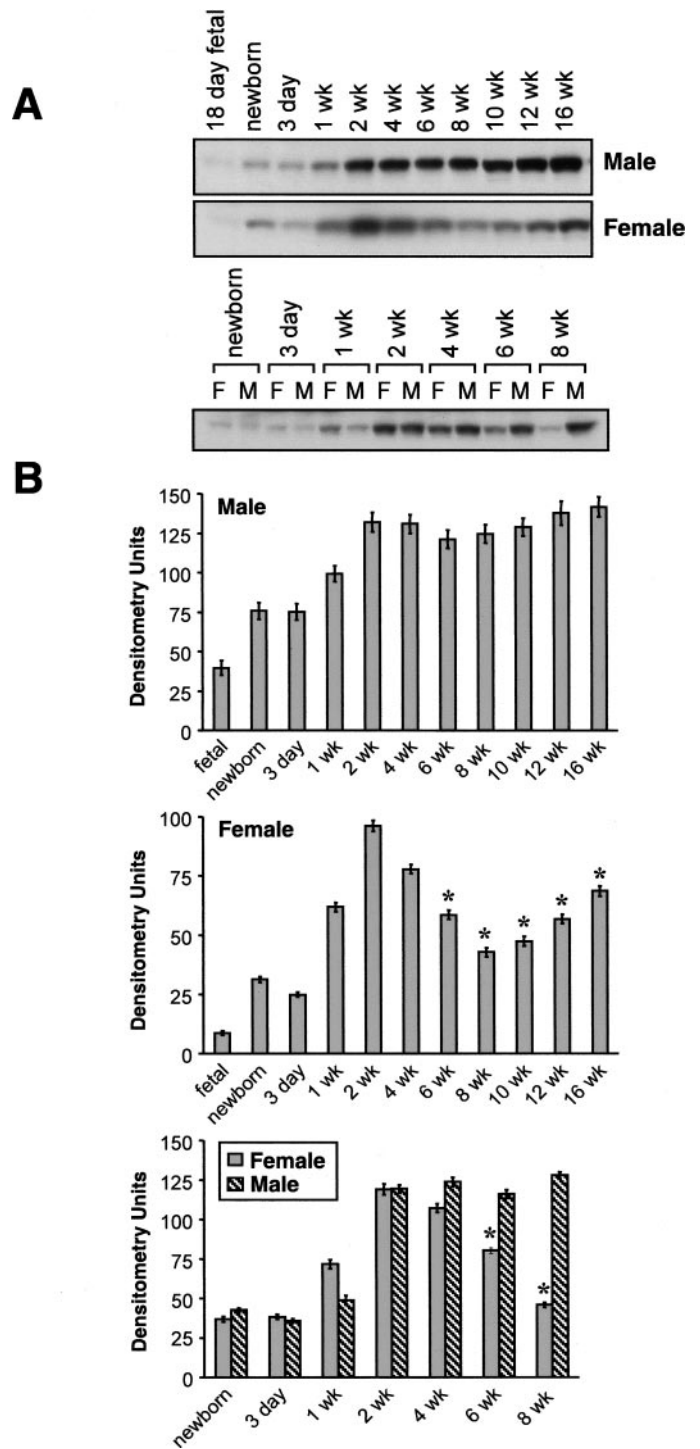 A
18 day fetal newborn 3 day 1 wk 2 wk 4 wk 6 wk 8 wk 10 wk 12 wk 16 wk
Male
Female
newborn 3 day 1 wk 2 wk 4 wk 6 wk 8 wk
F M F M F M F M F M F M F M
B
Male
Densitometry Units
150
125
100
75
50
25
0
fetal newborn 3 day 1 wk 2 wk 4 wk 6 wk 8 wk 10 wk 12 wk 16 wk
Female
Densitometry Units
100
75
50
25
0
* * * * *
fetal newborn 3 day 1 wk 2 wk 4 wk 6 wk 8 wk 10 wk 12 wk 16 wk
Female
Male
Densitometry Units
150
125
100
75
50
25
0
* *
newborn 3 day 1 wk 2 wk 4 wk 6 wk 8 wk